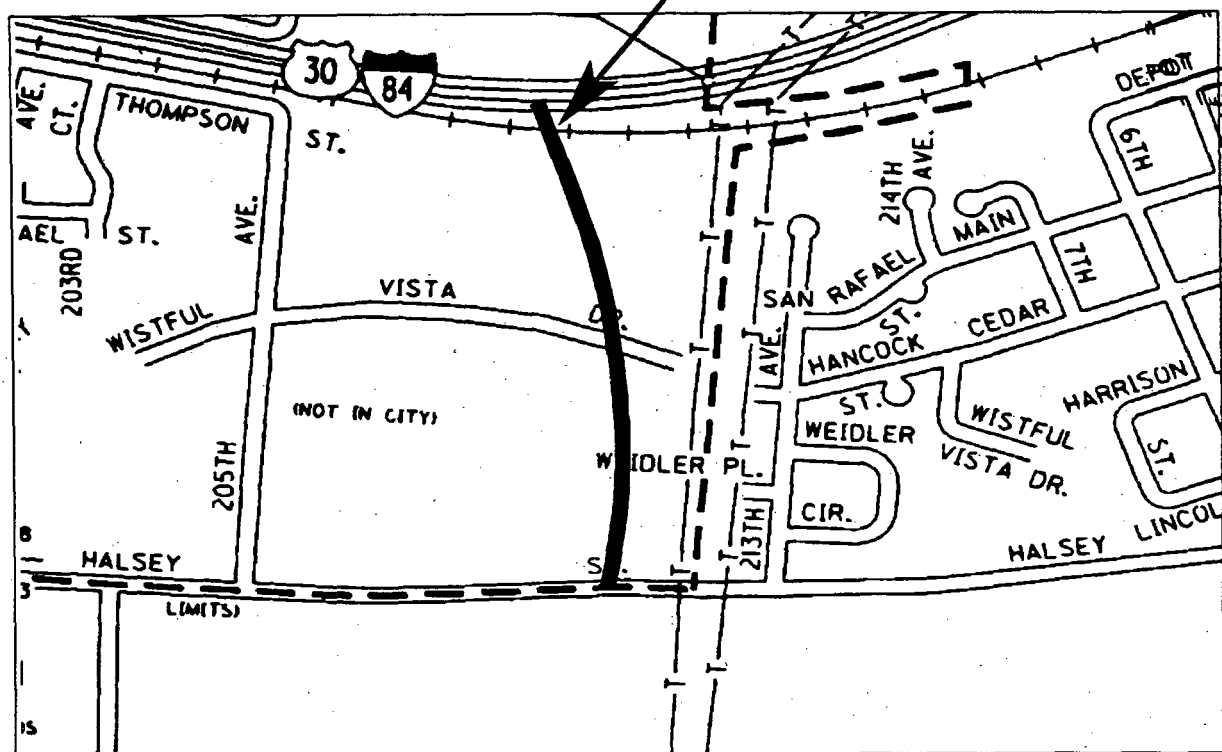 30
84
DEPOT
AVE.
CT.
THOMPSON
ST.
6TH
214TH
AVE.
AEL ST.
203RD
AVE.
MAIN
7TH
VISTA
DR.
WISTFUL
SAN RAFAEL
ST.
CEDAR
AVE.
HANCOCK
ST.
HARRISON
(NOT IN CITY)
WISTFUL
VISTA DR.
WEIDLER
ST.
205TH
W IDLER PL.
CIR.
213TH
LINCOL
HALSEY
HALSEY
LIMITS)
T
T
T
T
T
T
T
T
T
T
T
T